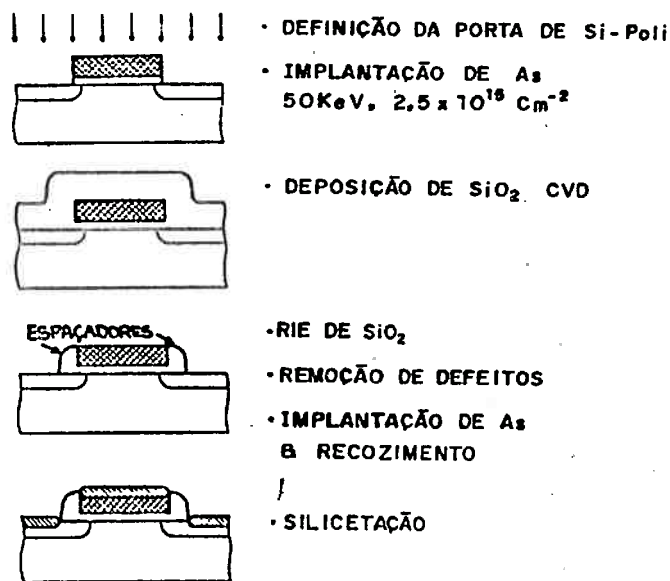 · DEFINIÇÃO DA PORTA DE Si-Poli
· IMPLANTAÇÃO DE As
50KeV. 2.5 x 10¹⁵ Cm⁻²
· DEPOSIÇÃO DE SiO₂ CVD
ESPAÇADORES
· RIE DE SiO₂
· REMOÇÃO DE DEFEITOS
· IMPLANTAÇÃO DE As
& RECOZIMENTO
· SILICETAÇÃO